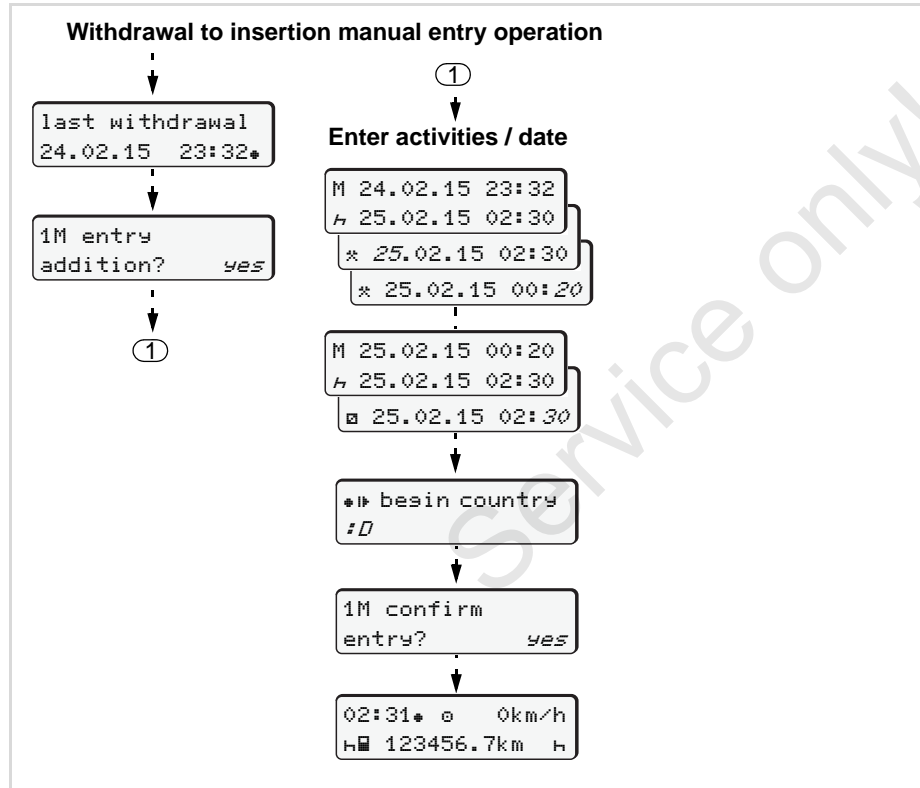 Withdrawal to insertion manual entry operation
last withdrawal
24.02.15 23:32
1M entry
addition? yes
1
1
Enter activities / date
M 24.02.15 23:32
25.02.15 02:30
25.02.15 02:30
25.02.15 00:20
M 25.02.15 00:20
25.02.15 02:30
25.02.15 02:30
begin country
:D
1M confirm
entry? yes
02:31 0km/h
123456.7km
Service only!